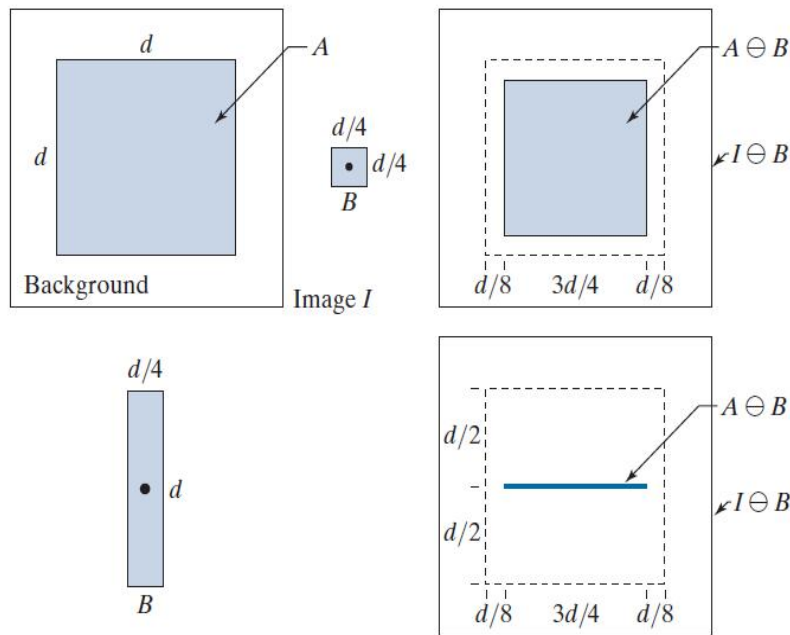 d
A
d
d/4
d/4
B
Background
Image I
A ⊖ B
I ⊖ B
d/8 3d/4 d/8
d/4
d
B
d/2
d/2
A ⊖ B
I ⊖ B
d/8 3d/4 d/8